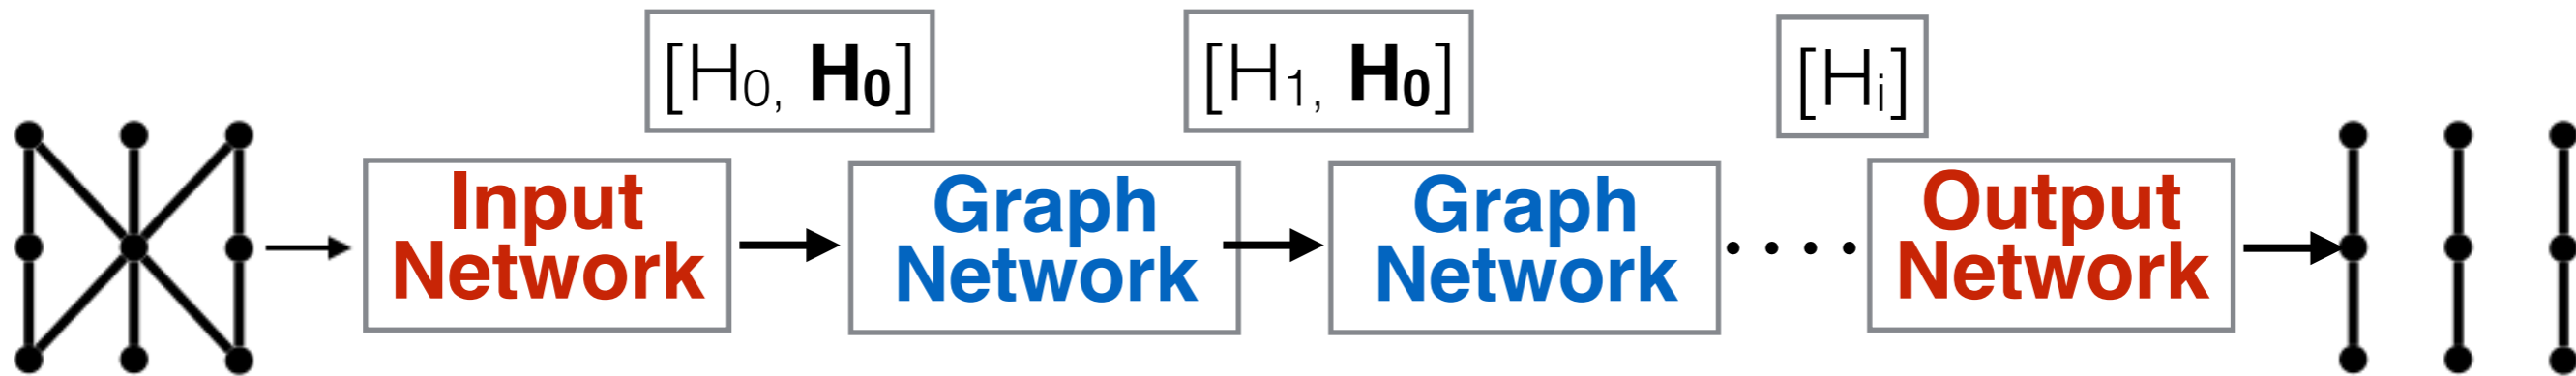 [H0, H0]
[H1, H0]
[Hi]
Input
Network
Graph
Network
Graph
Network
. . . .
Output
Network